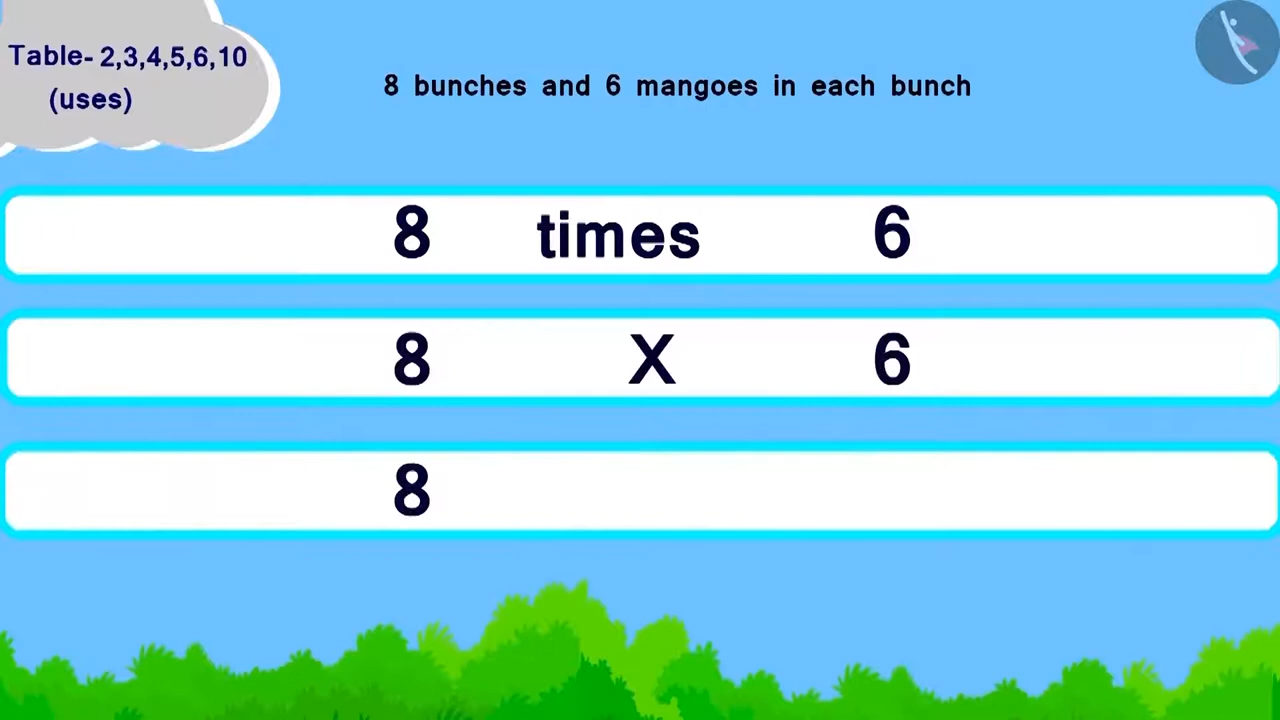 Table- 2,3,4,5,6,10
(uses)
8 bunches and 6 mangoes in each bunch
8 times 6
8 X 6
8